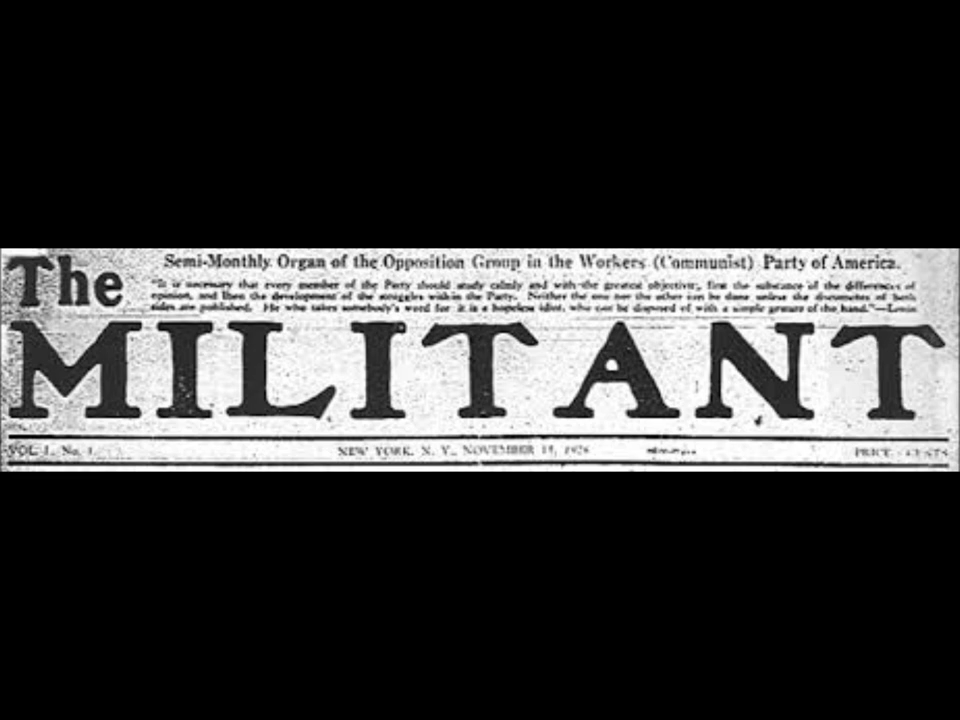 The
Semi-Monthly Organ of the Opposition Group in the Workers (Communist) Party of America.
"It is necessary that every member of the Party should study calmly and with the greatest objectivity, first the substance of the differences of
opinion, and then the development of the struggles within the Party. Neither the one nor the other can be done unless the documents of both
sides are published. He who takes somebody's word for it is a hopeless idiot, who can be disposed of with a simple gesture of the hand."—Lenin
MILITANT
VOL. I. No. 1. NEW YORK, N. Y., NOVEMBER 15, 1928 PRICE CENTS